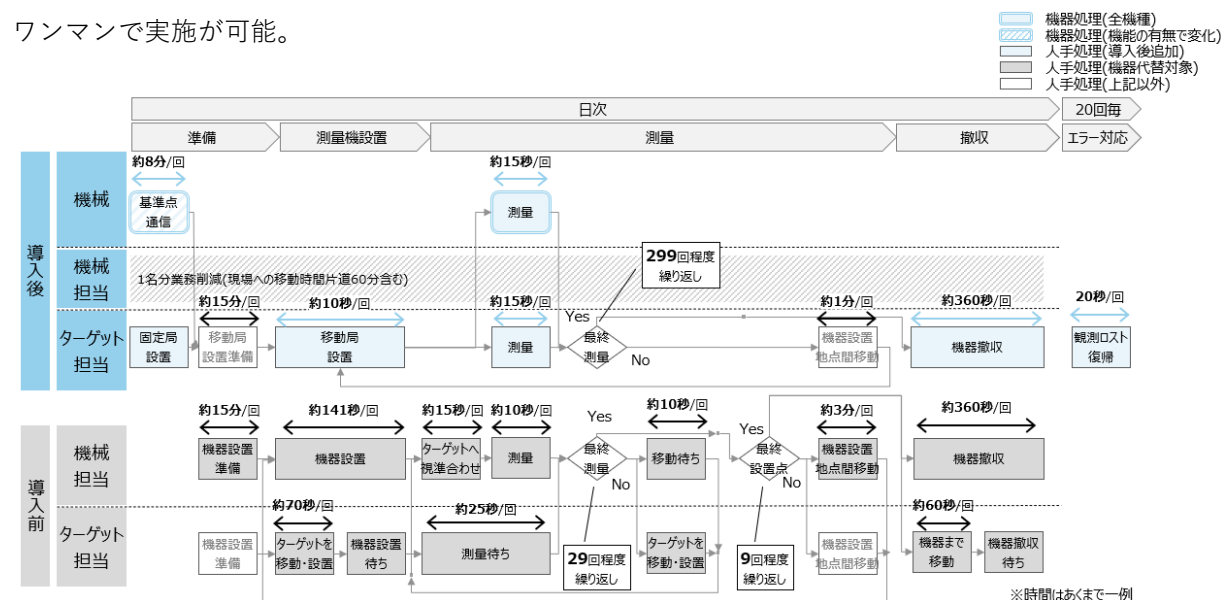 ワンマンで実施が可能。
機器処理(全機種)
機器処理(機能の有無で変化)
人手処理(導入後追加)
人手処理(機器代替対象)
人手処理(上記以外)
日次
20回毎
準備
測量機設置
測量
撤収
エラー対応
導入後
機械
約8分/回
基準点
通信
約15秒/回
測量
機械
担当
1名分業務削減(現場への移動時間片道60分含む)
299回程度
繰り返し
ターゲット
担当
固定局
設置
約15分/回
移動局
設置準備
約10秒/回
移動局
設置
約15秒/回
測量
Yes
最終
測量
No
約1分/回
機器設置
地点間移動
約360秒/回
機器撤収
20秒/回
観測ロスト
復帰
導入前
機械
担当
約15分/回
機器設置
準備
約141秒/回
機器設置
約15秒/回
ターゲットへ
視準合わせ
約10秒/回
測量
Yes
最終
測量
No
約10秒/回
移動待ち
Yes
最終
設置点
No
約3分/回
機器設置
地点間移動
約360秒/回
機器撤収
ターゲット
担当
機器設置
準備
約70秒/回
ターゲットを
移動・設置
機器設置
待ち
約25秒/回
測量待ち
29回程度
繰り返し
ターゲットを
移動・設置
9回程度
繰り返し
機器設置
地点間移動
約60秒/回
機器まで
移動
機器撤収
待ち
※時間はあくまで一例